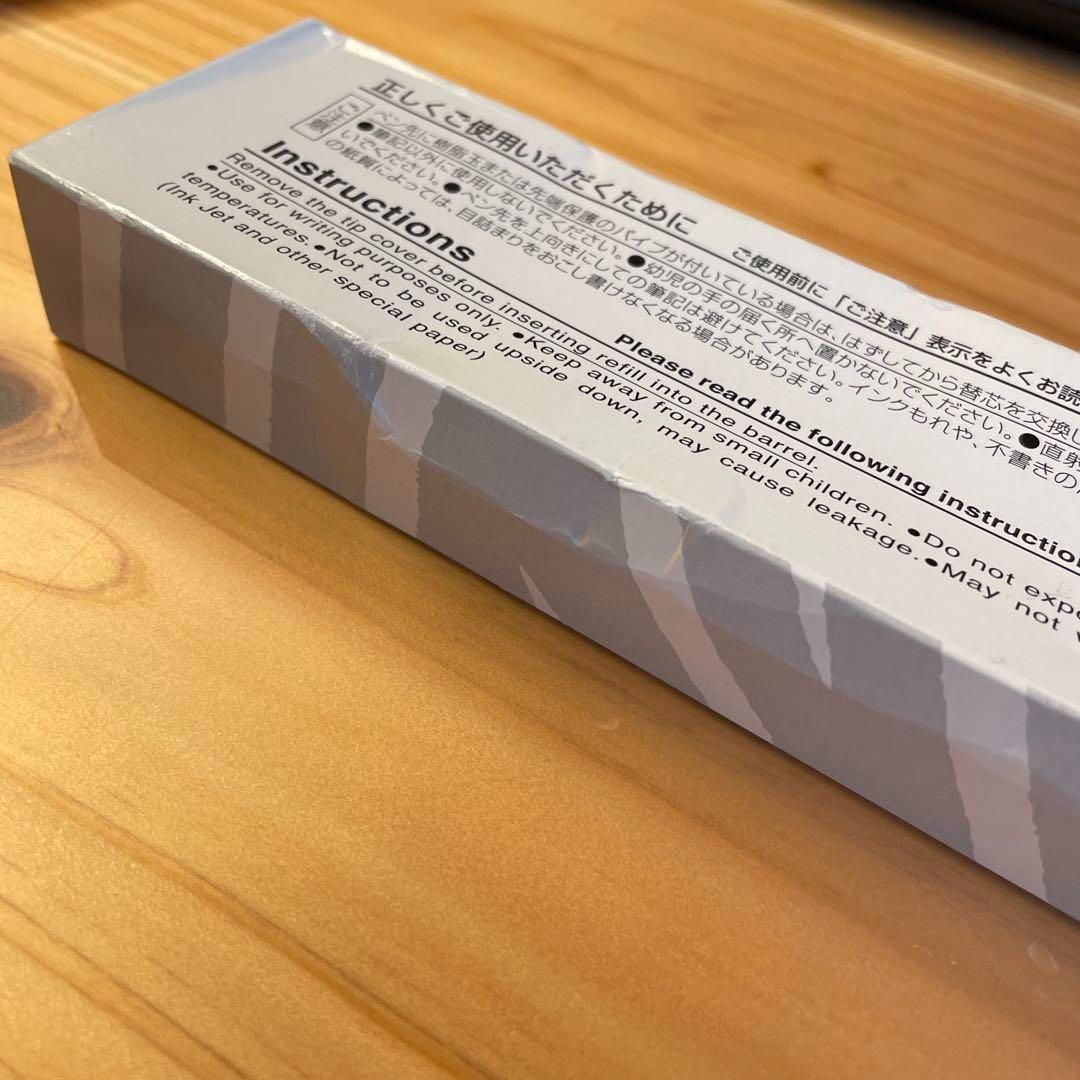 正しくご使用いただくために　ご使用前に「ご注意」表示をよくお読
ご注意
ペン先に樹脂玉または先端保護のパイプが付いている場合は、はずしてから替芯を交換し
●筆記以外に使用しないでください。●幼児の手の届く所へ置かないでください。●直射
いでください。●ペン先を上向きにしての筆記は避けてください。インクもれや、不書きの
の紙質によっては、目詰まりをおこし書けなくなる場合があります。
Instructions Please read the following instruction
Remove the tip cover before inserting refill into the barrel.
●Use for writing purposes only. ●Keep away from small children. ●Do not expo
temperatures. ●Not to be used upside down, may cause leakage. ●May not
(Ink Jet and other special paper)